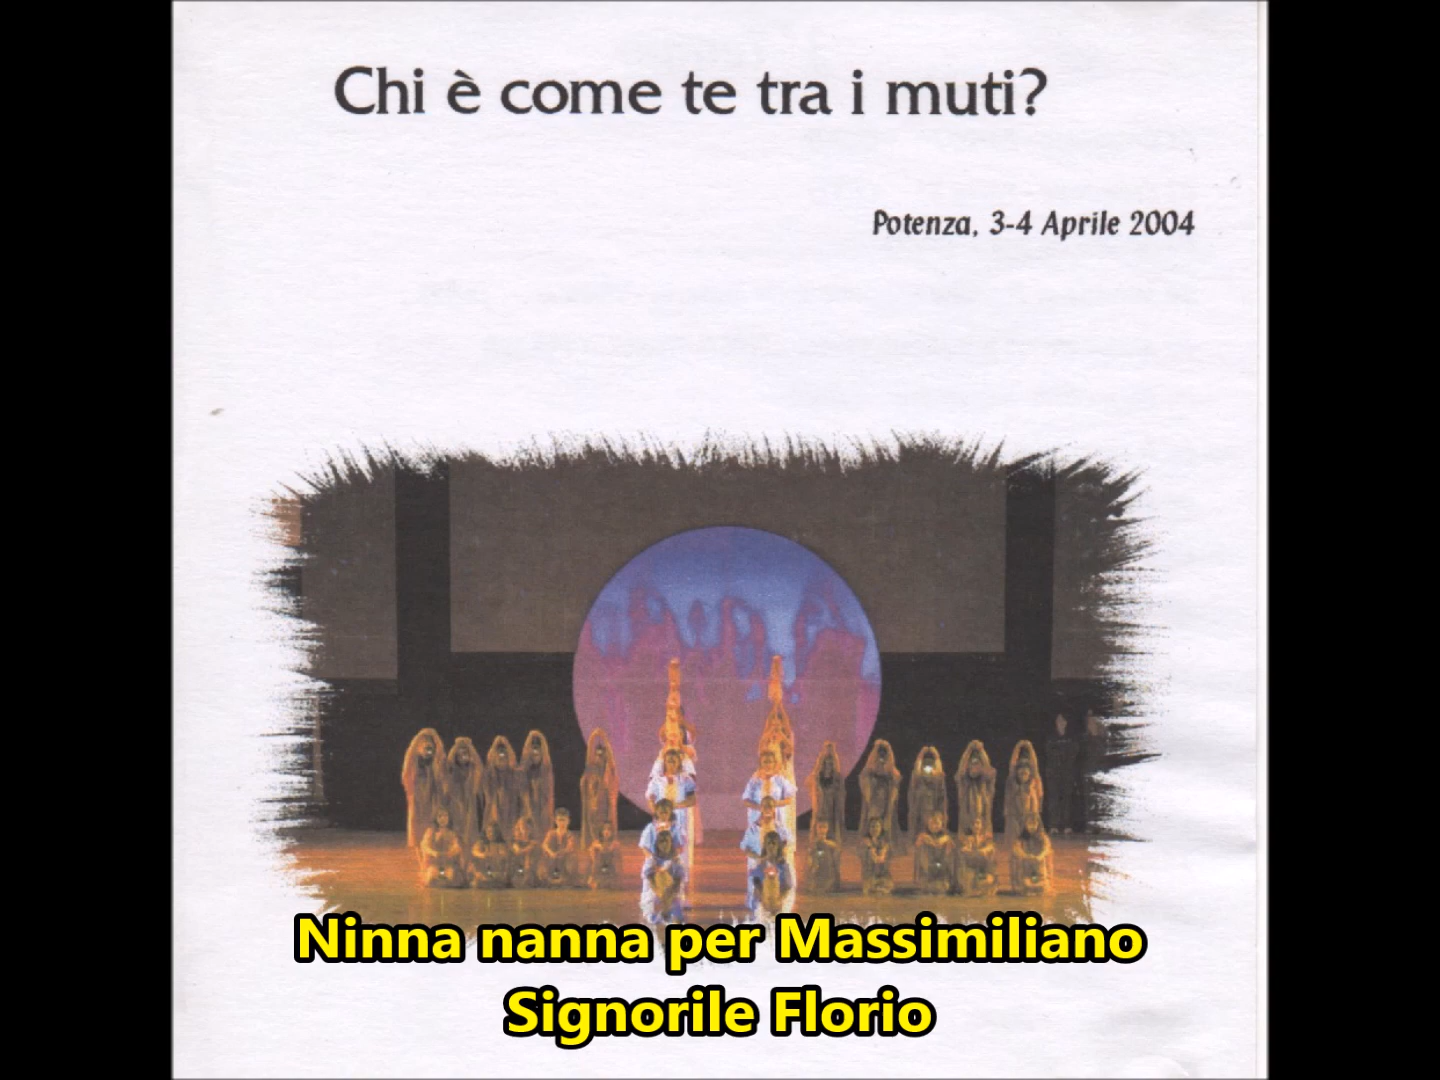 Chi è come te tra i muti?
Potenza, 3-4 Aprile 2004
Ninna nanna per Massimiliano
Signorile Florio